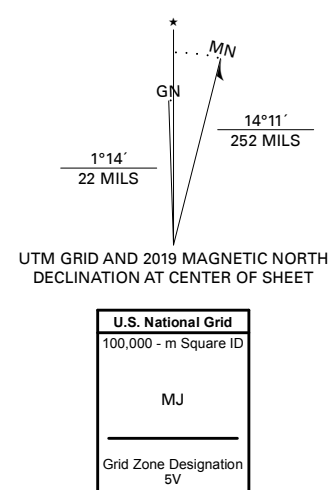 ★
MN
GN
14°11´
252 MILS
1°14´
22 MILS
UTM GRID AND 2019 MAGNETIC NORTH
DECLINATION AT CENTER OF SHEET
U.S. National Grid
100,000 - m Square ID
MJ
Grid Zone Designation
5V